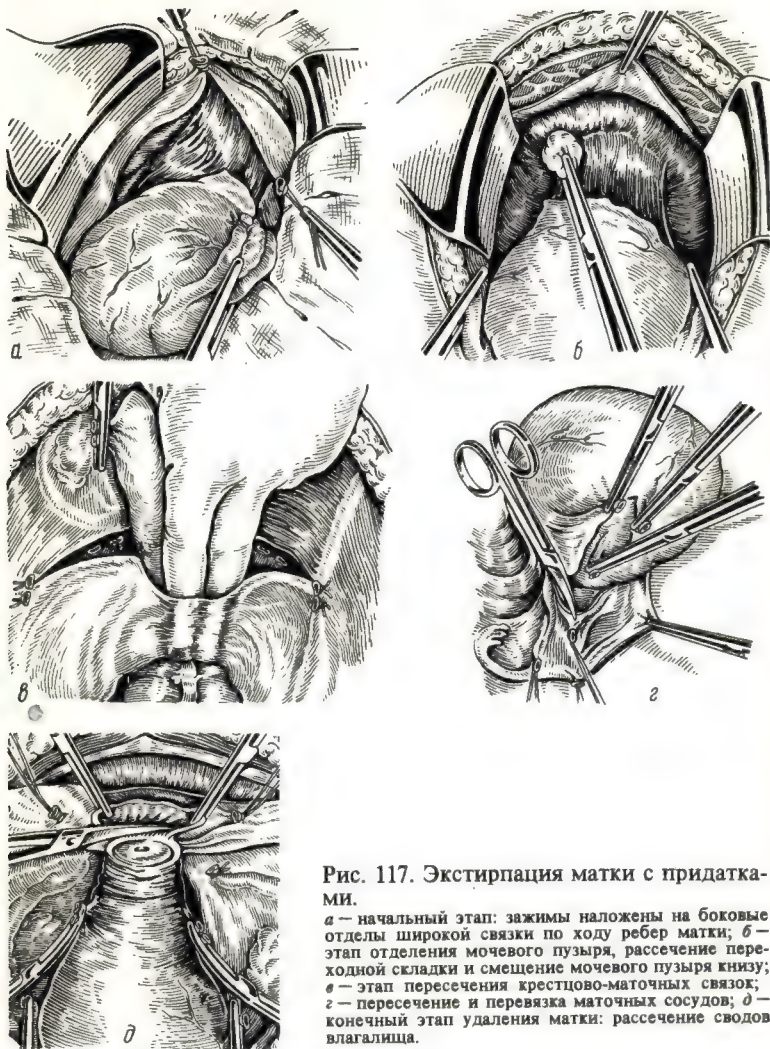 а
б
в
г
д
Рис. 117. Экстирпация матки с придатка-
ми.
а — начальный этап: зажимы наложены на боковые
отделы широкой связки по ходу ребер матки; б —
этап отделения мочевого пузыря, рассечение пере-
ходной складки и смещение мочевого пузыря книзу;
в — этап пересечения крестцово-маточных связок;
г — пересечение и перевязка маточных сосудов; д —
конечный этап удаления матки: рассечение сводов
влагалища.